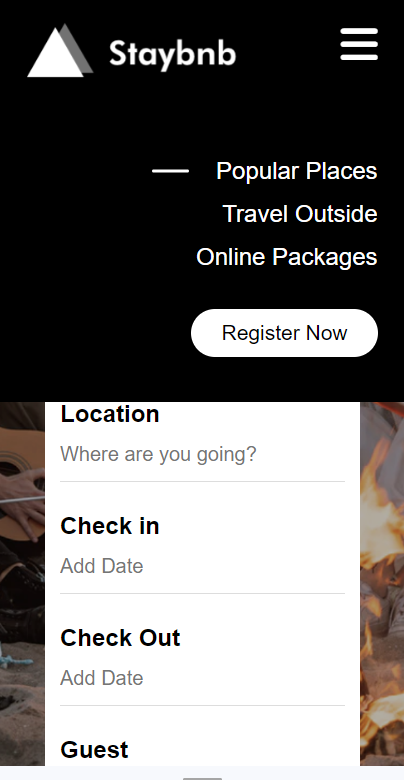 Staybnb
Popular Places
Travel Outside
Online Packages
Register Now
Location
Where are you going?
Check in
Add Date
Check Out
Add Date
Guest